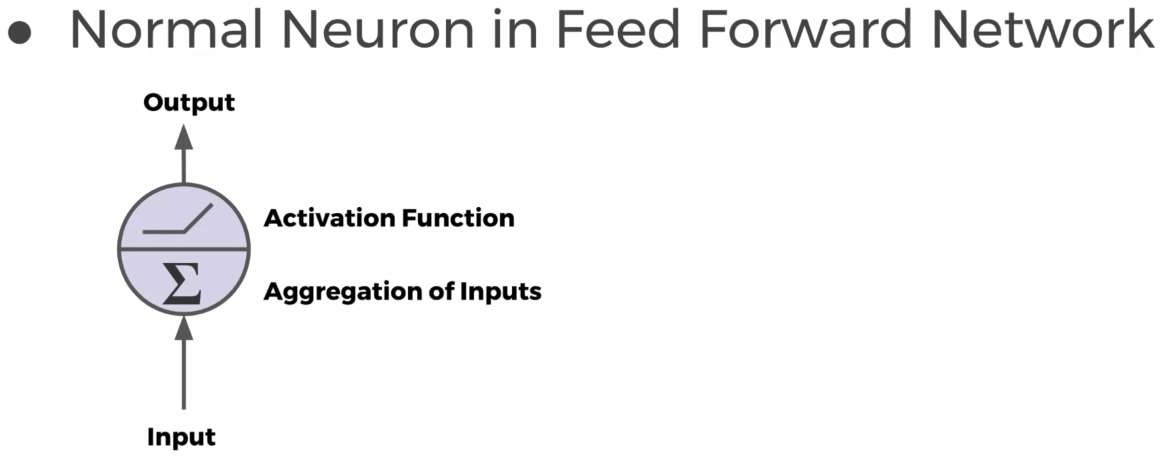 ● Normal Neuron in Feed Forward Network
Output
Activation Function
Σ
Aggregation of Inputs
Input